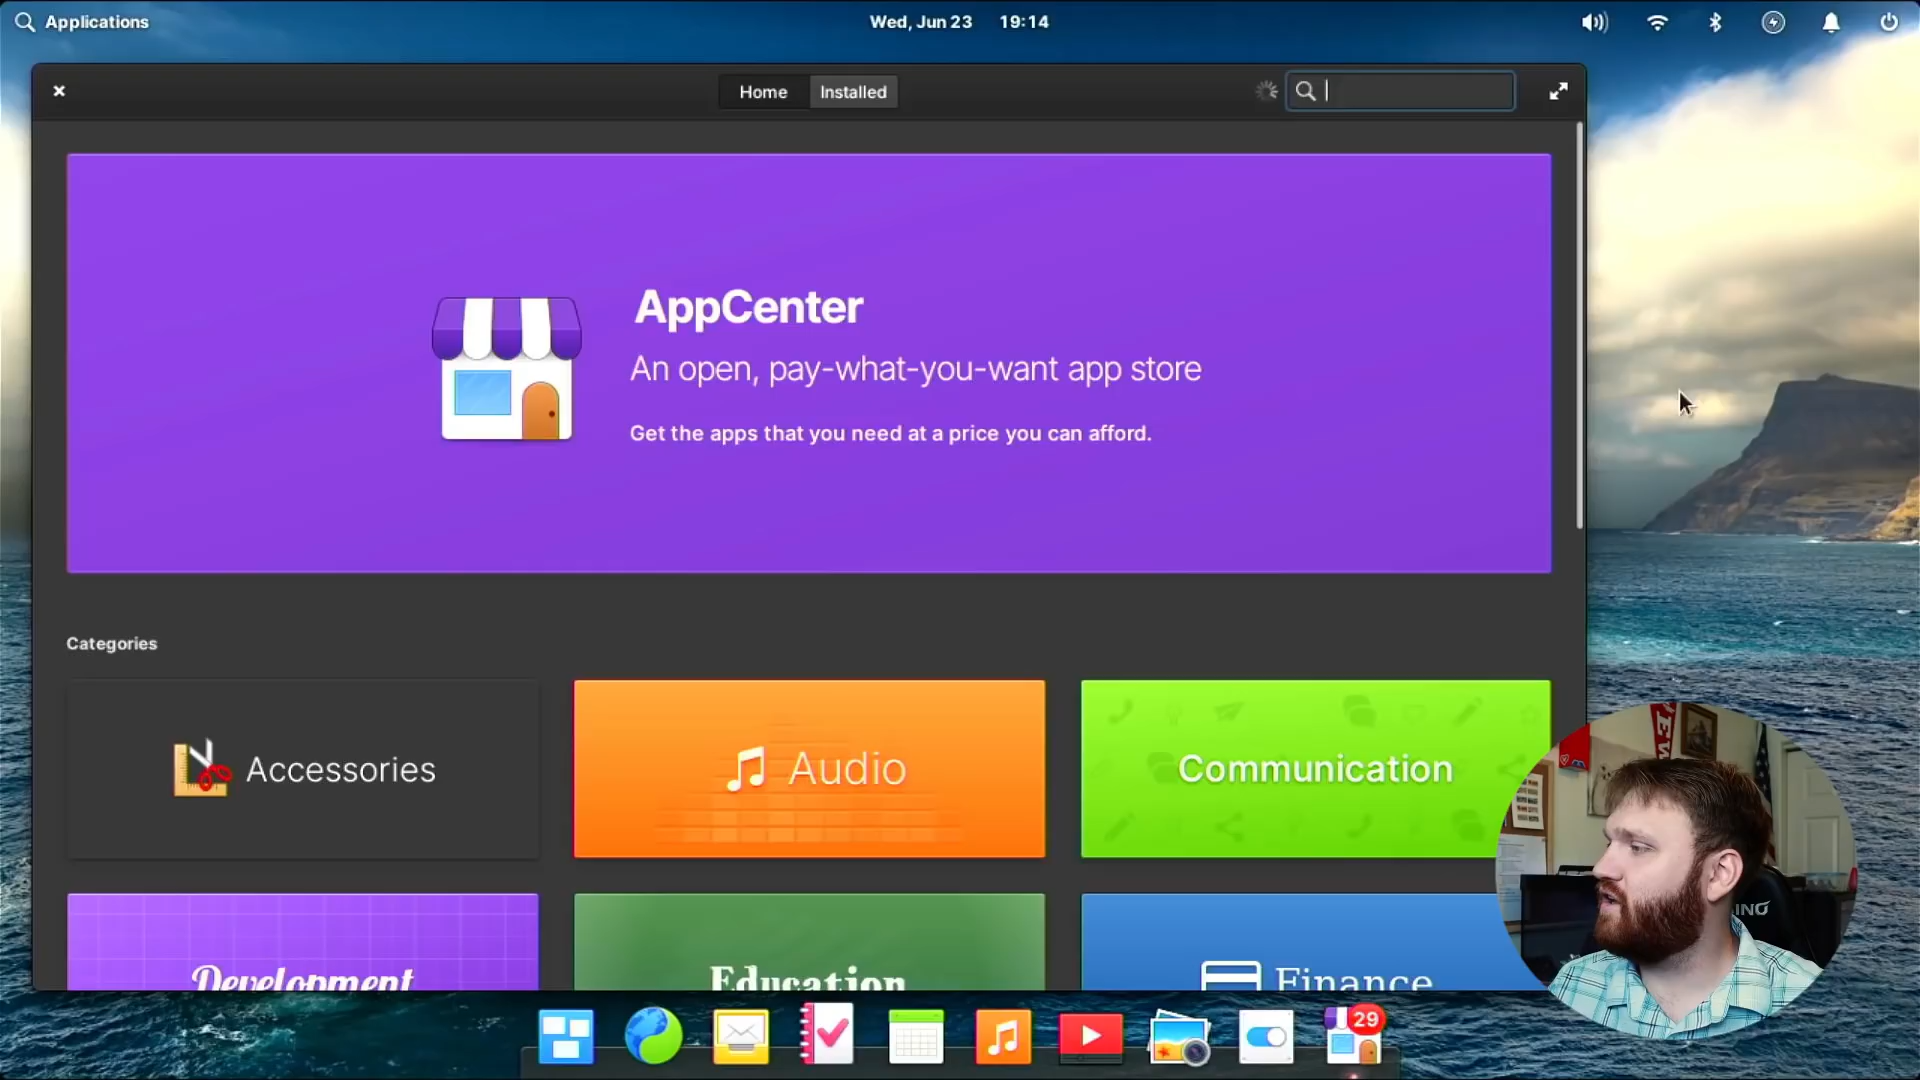 Applications
Wed, Jun 23 19:14
Home
Installed
AppCenter
An open, pay-what-you-want app store
Get the apps that you need at a price you can afford.
Categories
Accessories
Audio
Communication
Development
Education
Finance
29